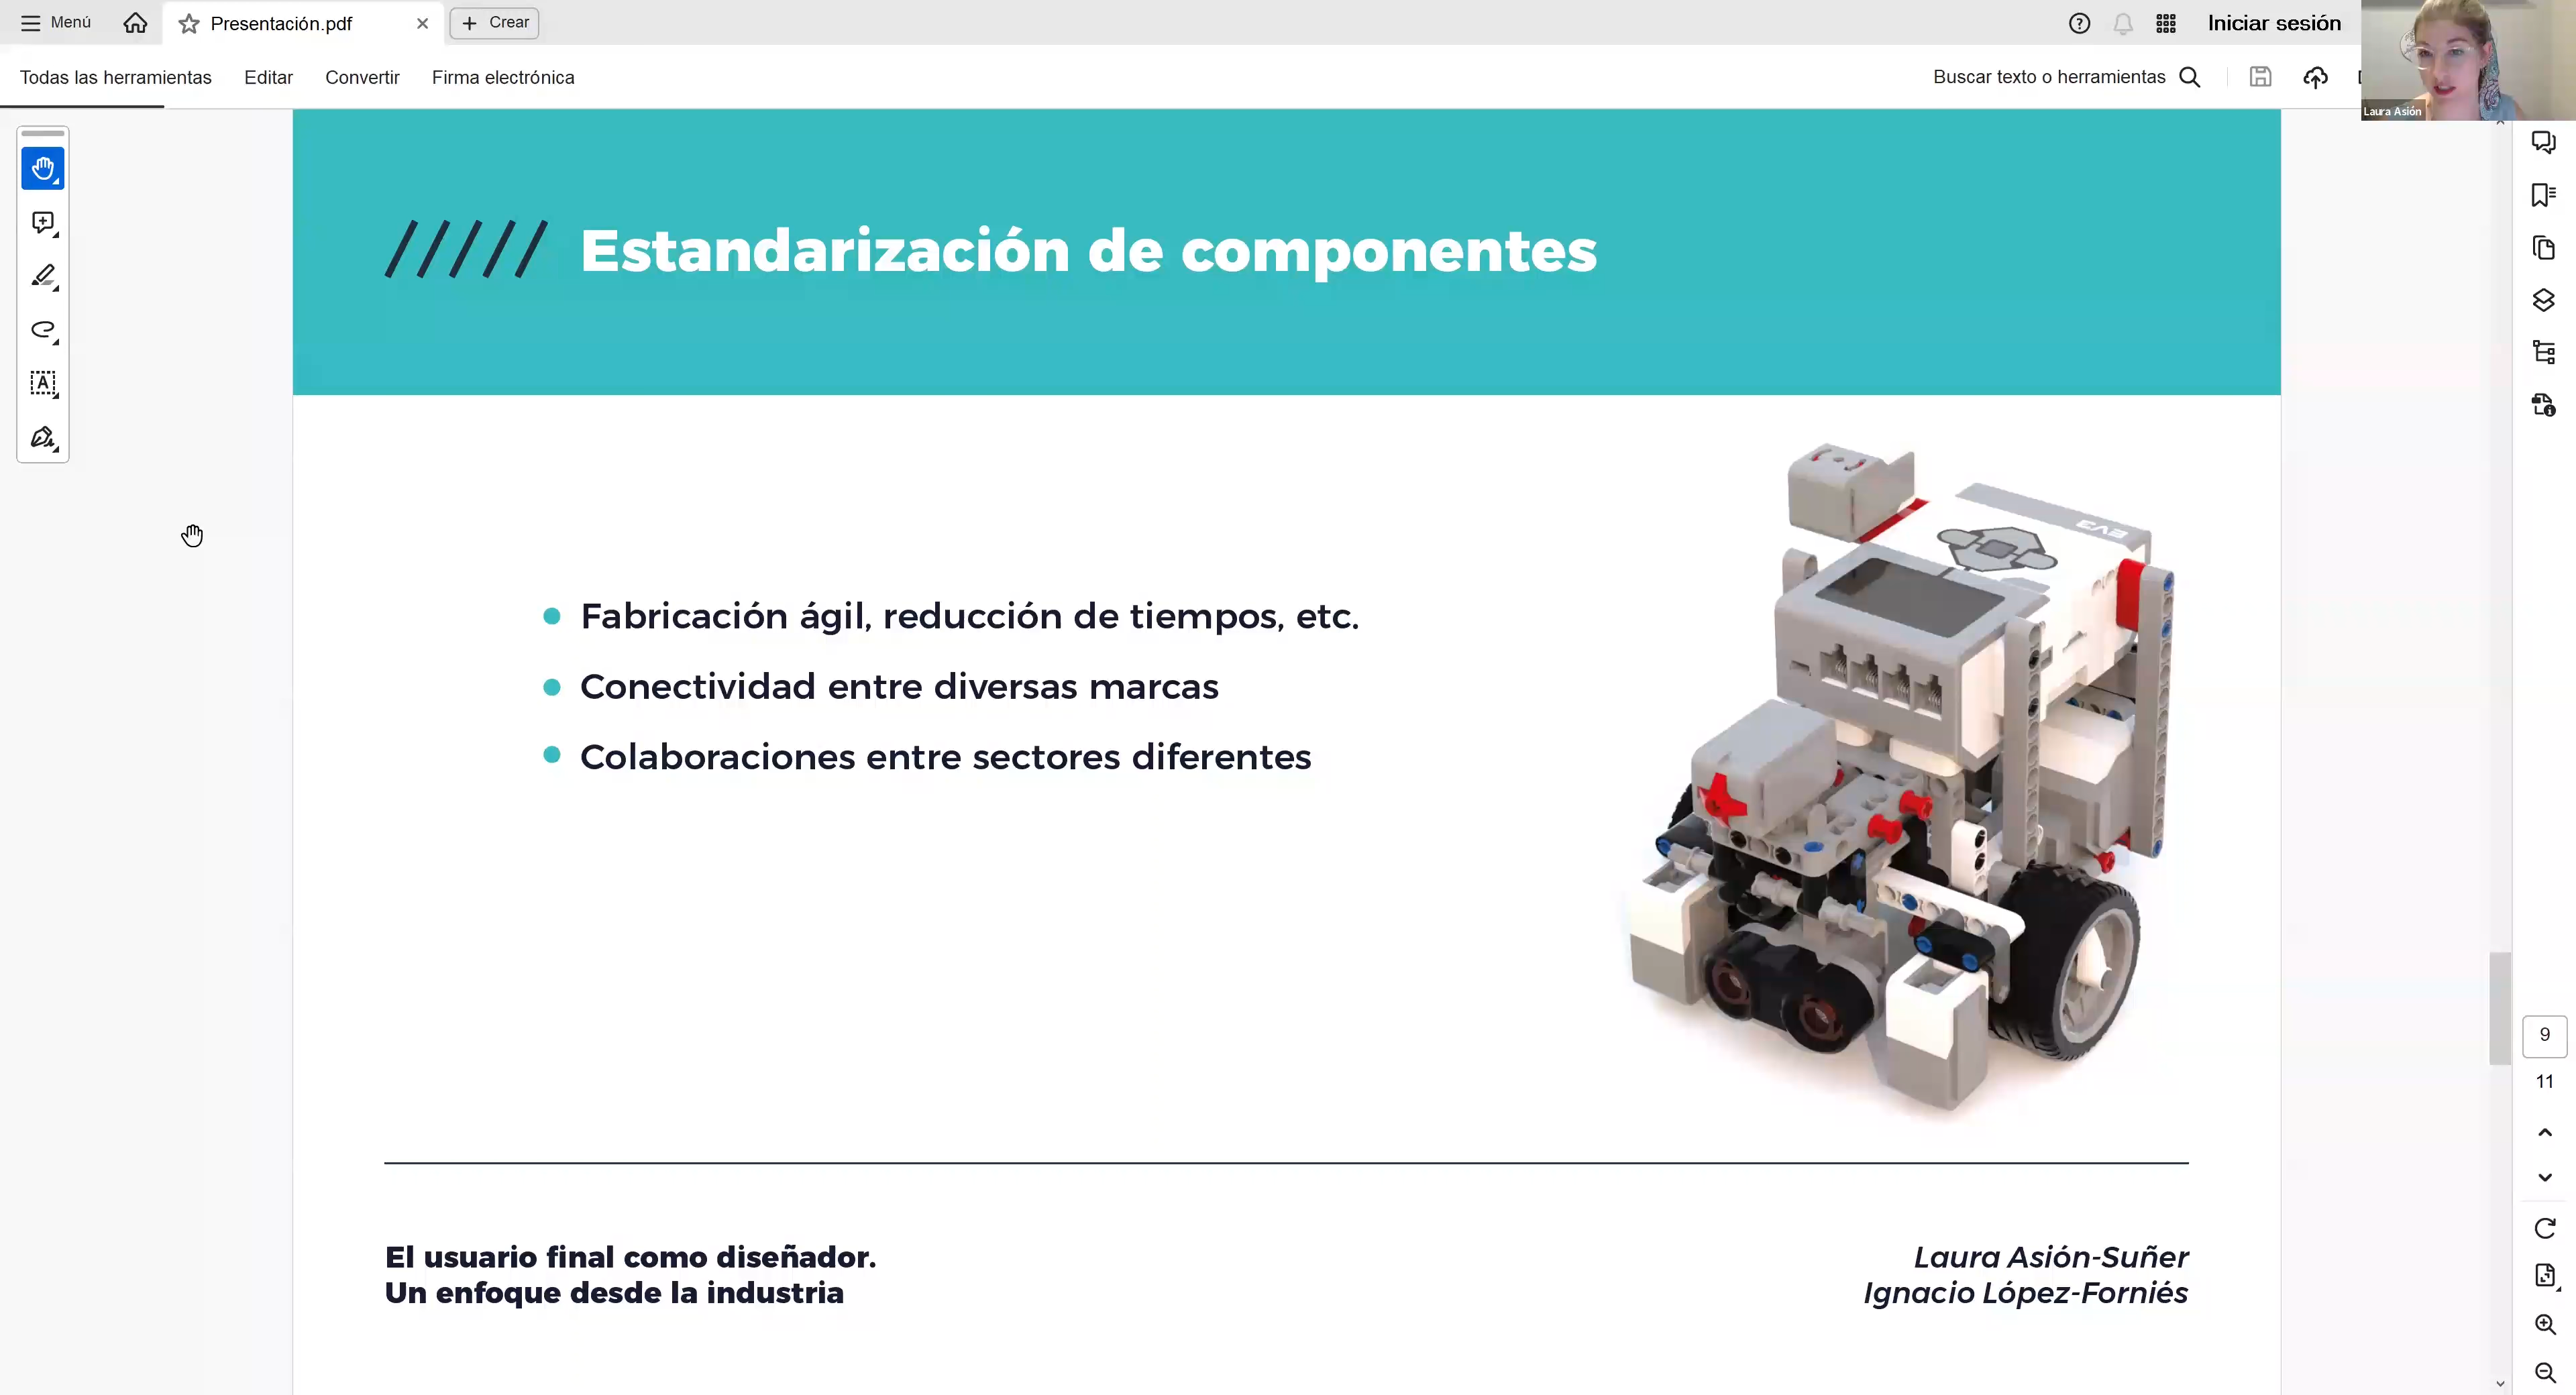 Menú
Presentación.pdf
Crear
Iniciar sesión
Todas las herramientas
Editar
Convertir
Firma electrónica
Buscar texto o herramientas
Laura Asión
Estandarización de componentes
EV3
Fabricación ágil, reducción de tiempos, etc.
Conectividad entre diversas marcas
Colaboraciones entre sectores diferentes
9
11
El usuario final como diseñador.
Un enfoque desde la industria
Laura Asión-Suñer
Ignacio López-Forniés